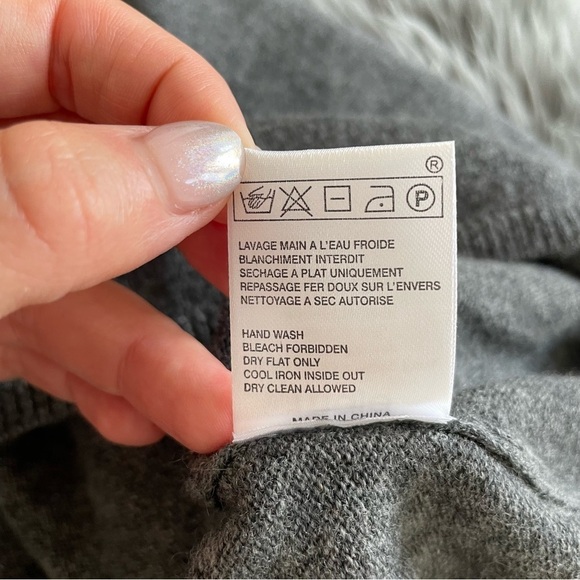 ®
P
LAVAGE MAIN A L'EAU FROIDE
BLANCHIMENT INTERDIT
SECHAGE A PLAT UNIQUEMENT
REPASSAGE FER DOUX SUR L'ENVERS
NETTOYAGE A SEC AUTORISE
HAND WASH
BLEACH FORBIDDEN
DRY FLAT ONLY
COOL IRON INSIDE OUT
DRY CLEAN ALLOWED
MADE IN CHINA